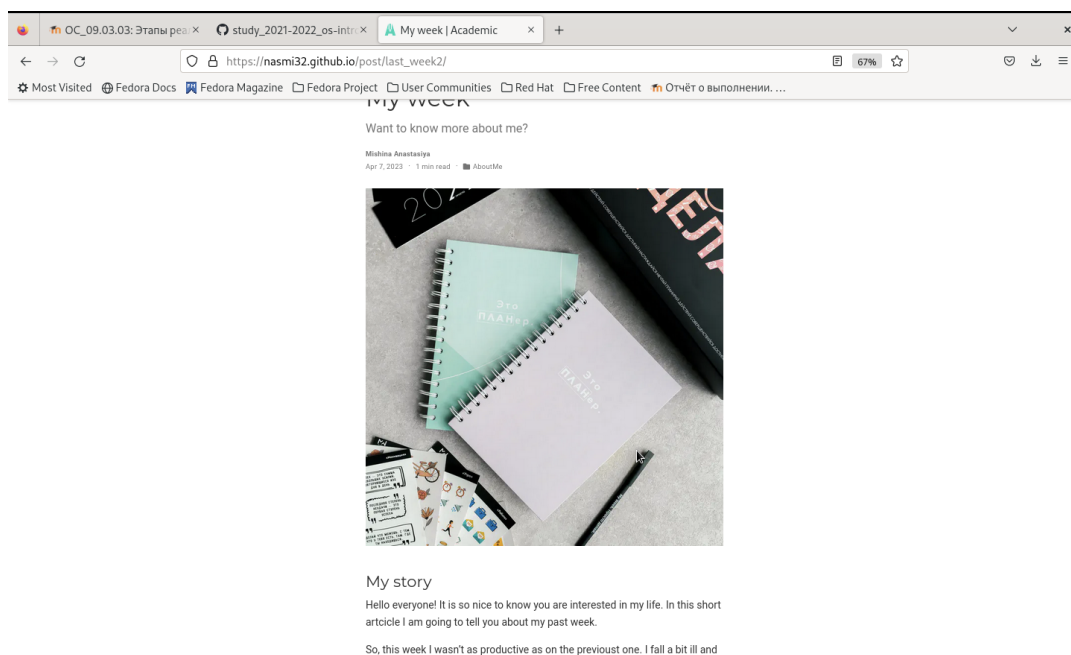 ОС_09.03.03: Этапы реа
study_2021-2022_os-intro
My week | Academic
https://nasmi32.github.io/post/last_week2/
67%
Most Visited
Fedora Docs
Fedora Magazine
Fedora Project
User Communities
Red Hat
Free Content
Отчёт о выполнении. …
My week
Want to know more about me?
Mishina Anastasiya
Apr 7, 2023 · 1 min read · AboutMe
202
ДЕЛА
Это
ПЛАНер.
Это
ПЛАНер.
My story
Hello everyone! It is so nice to know you are interested in my life. In this short
artcicle I am going to tell you about my past week.
So, this week I wasn't as productive as on the previoust one. I fall a bit ill and